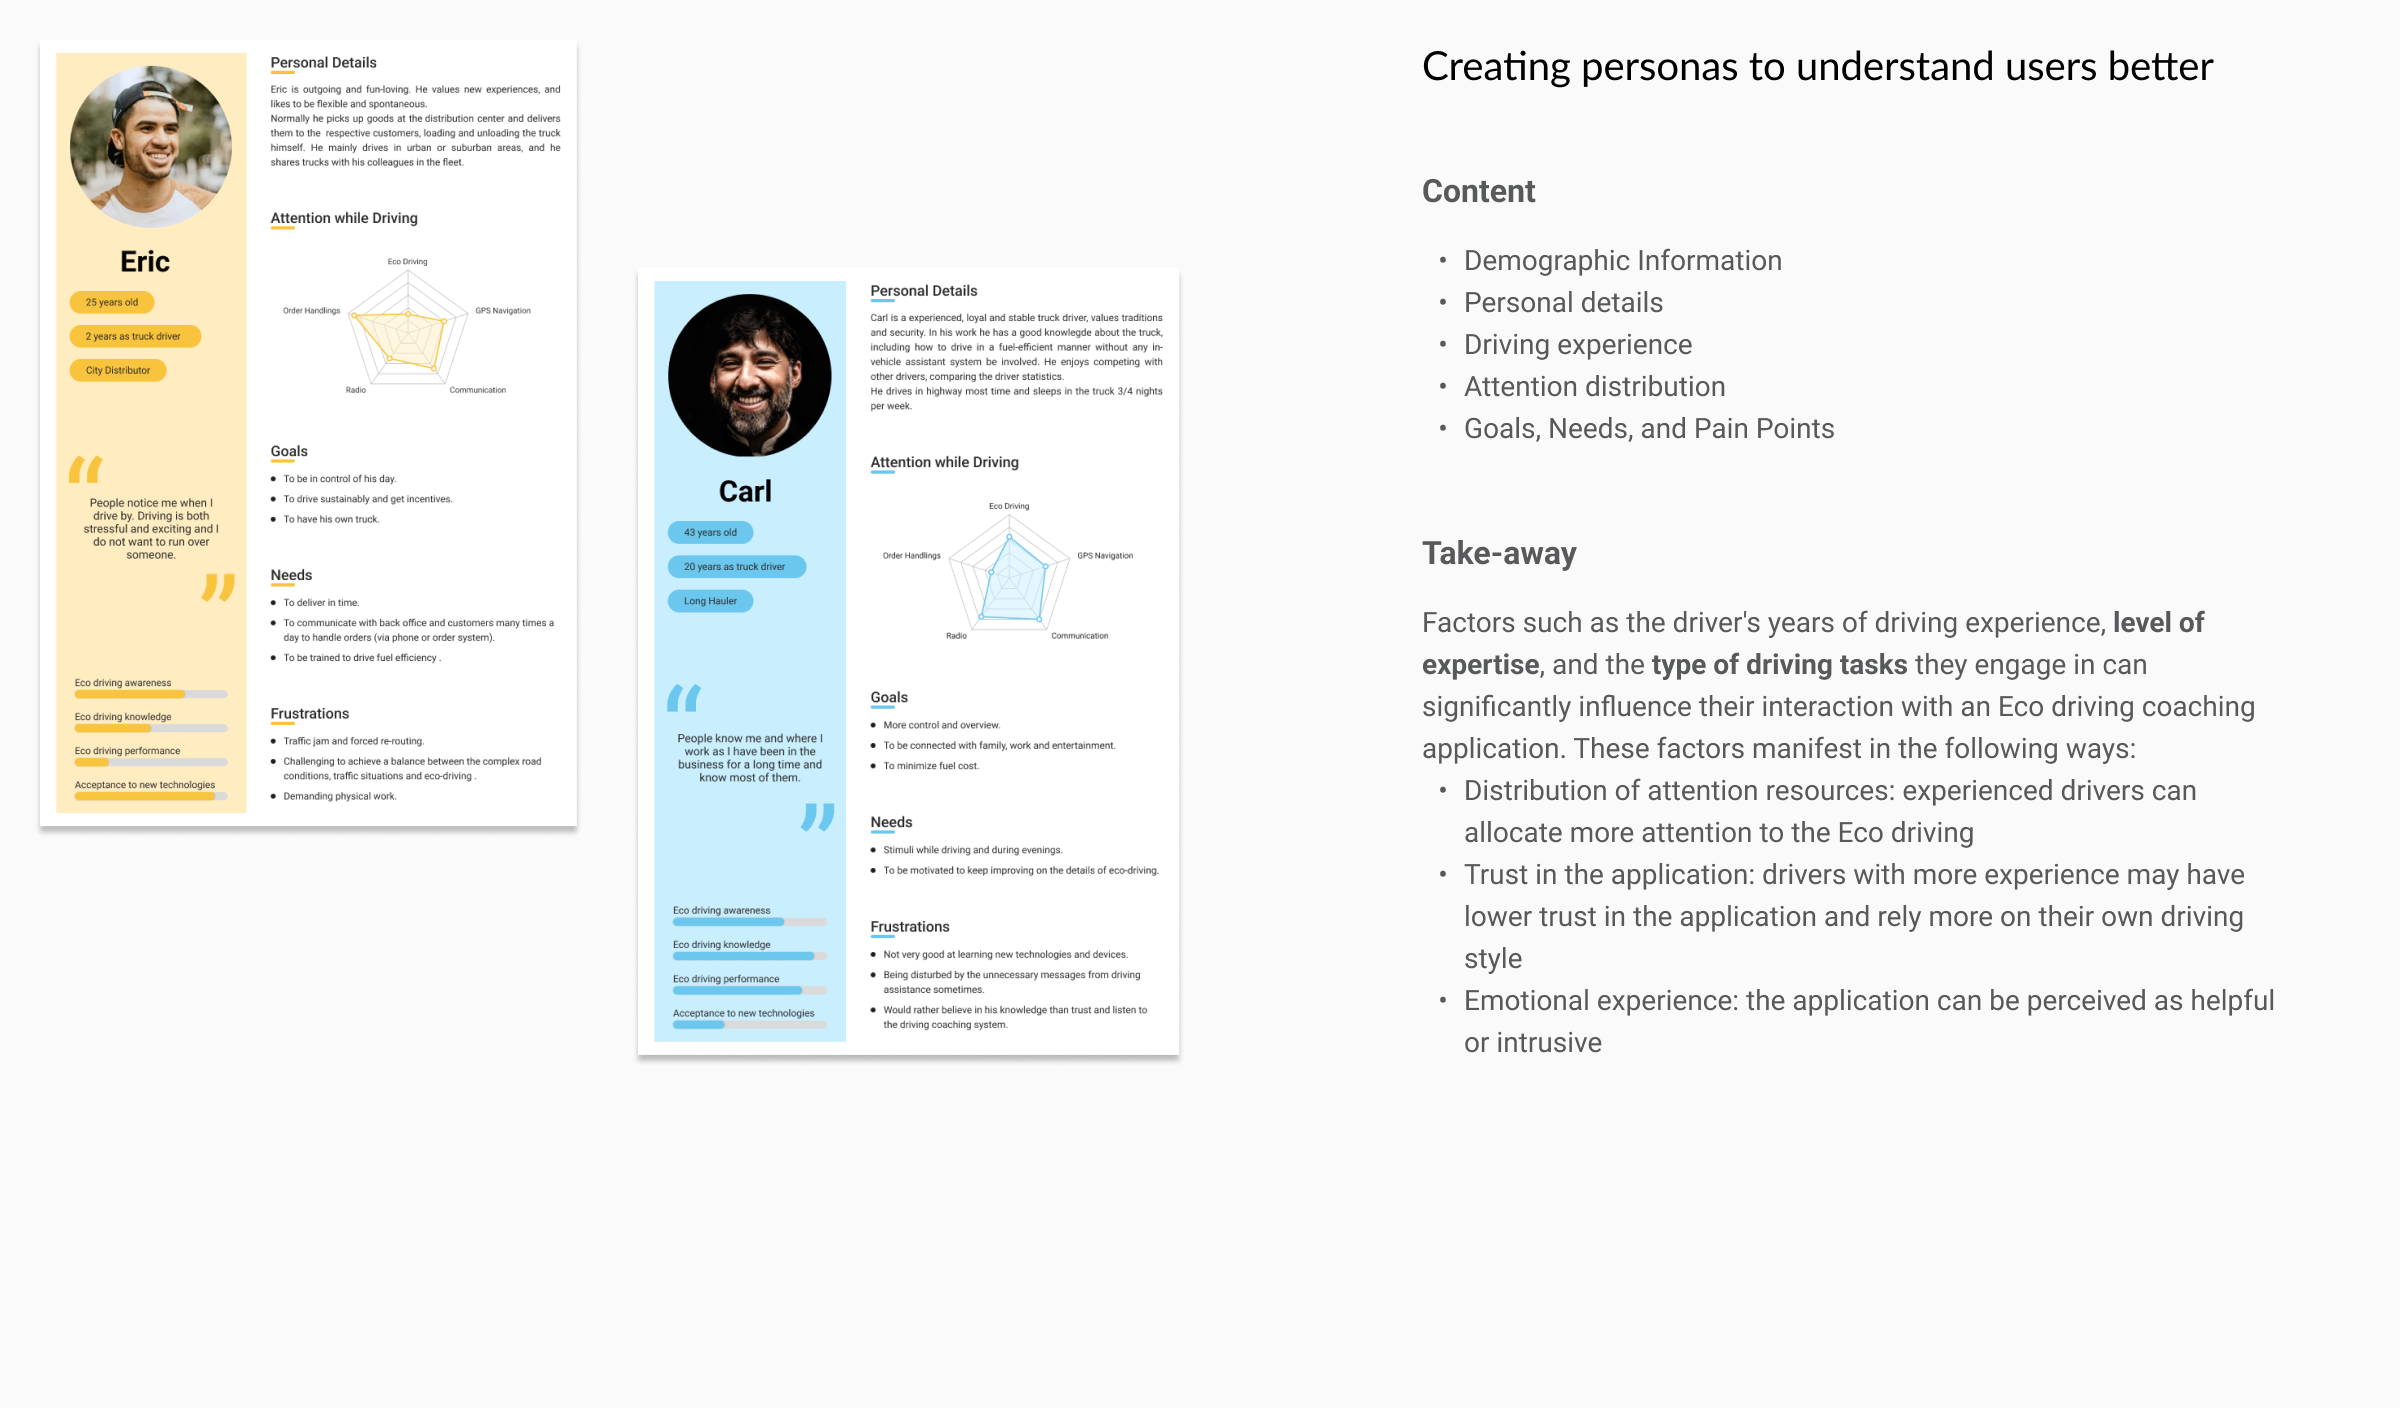 Eric
25 years old
2 years as truck driver
City Distributor
“
People notice me when I
drive by. Driving is both
stressful and exciting and I
do not want to run over
someone.
”
Eco driving awareness
Eco driving knowledge
Eco driving performance
Acceptance to new technologies
Personal Details
Eric is outgoing and fun-loving. He values new experiences, and
likes to be flexible and spontaneous.
Normally he picks up goods at the distribution center and delivers
them to the respective customers, loading and unloading the truck
himself. He mainly drives in urban or suburban areas, and he
shares trucks with his colleagues in the fleet.
Attention while Driving
Eco Driving
Order Handlings
GPS Navigation
Radio
Communication
Goals
• To be in control of his day.
• To drive sustainably and get incentives.
• To have his own truck.
Needs
• To deliver in time.
• To communicate with back office and customers many times a
day to handle orders (via phone or order system).
• To be trained to drive fuel efficiency .
Frustrations
• Traffic jam and forced re-routing.
• Challenging to achieve a balance between the complex road
conditions, traffic situations and eco-driving .
• Demanding physical work.
Carl
43 years old
20 years as truck driver
Long Hauler
“
People know me and where I
work as I have been in the
business for a long time and
know most of them.
”
Eco driving awareness
Eco driving knowledge
Eco driving performance
Acceptance to new technologies
Personal Details
Carl is a experienced, loyal and stable truck driver, values traditions
and security. In his work he has a good knowlegde about the truck,
including how to drive in a fuel-efficient manner without any in-
vehicle assistant system be involved. He enjoys competing with
other drivers, comparing the driver statistics.
He drives in highway most time and sleeps in the truck 3/4 nights
per week.
Attention while Driving
Eco Driving
Order Handlings
GPS Navigation
Radio
Communication
Goals
• More control and overview.
• To be connected with family, work and entertainment.
• To minimize fuel cost.
Needs
• Stimuli while driving and during evenings.
• To be motivated to keep improving on the details of eco-driving.
Frustrations
• Not very good at learning new technologies and devices.
• Being disturbed by the unnecessary messages from driving
assistance sometimes.
• Would rather believe in his knowledge than trust and listen to
the driving coaching system.
Creating personas to understand users better
Content
• Demographic Information
• Personal details
• Driving experience
• Attention distribution
• Goals, Needs, and Pain Points
Take-away
Factors such as the driver's years of driving experience, level of
expertise, and the type of driving tasks they engage in can
significantly influence their interaction with an Eco driving coaching
application. These factors manifest in the following ways:
• Distribution of attention resources: experienced drivers can
allocate more attention to the Eco driving
• Trust in the application: drivers with more experience may have
lower trust in the application and rely more on their own driving
style
• Emotional experience: the application can be perceived as helpful
or intrusive